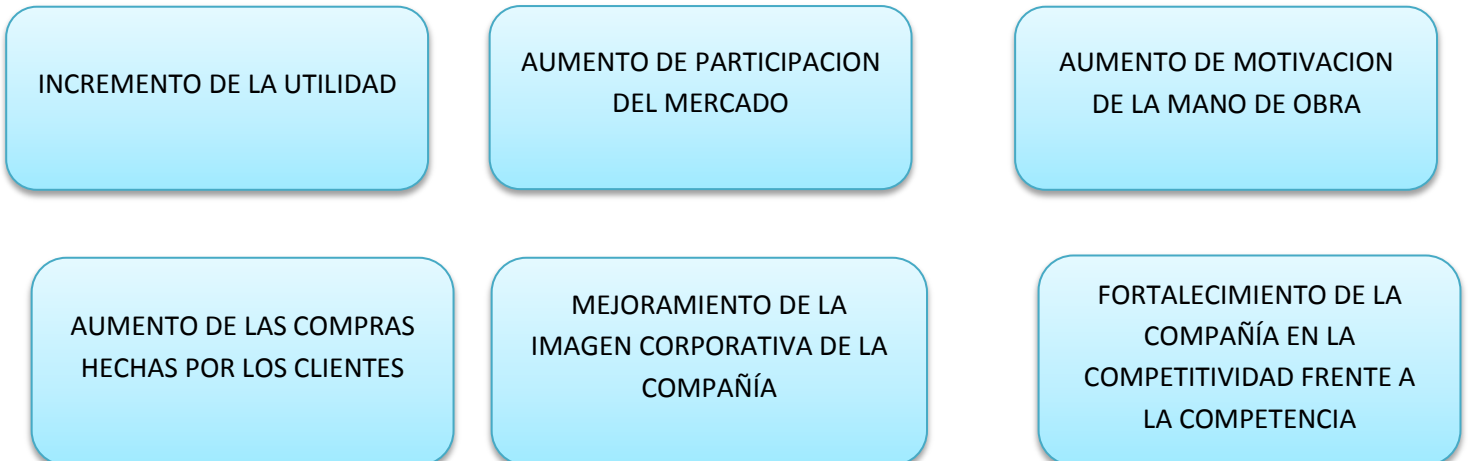 INCREMENTO DE LA UTILIDAD
AUMENTO DE PARTICIPACION
DEL MERCADO
AUMENTO DE MOTIVACION
DE LA MANO DE OBRA
AUMENTO DE LAS COMPRAS
HECHAS POR LOS CLIENTES
MEJORAMIENTO DE LA
IMAGEN CORPORATIVA DE LA
COMPAÑÍA
FORTALECIMIENTO DE LA
COMPAÑÍA EN LA
COMPETITIVIDAD FRENTE A
LA COMPETENCIA